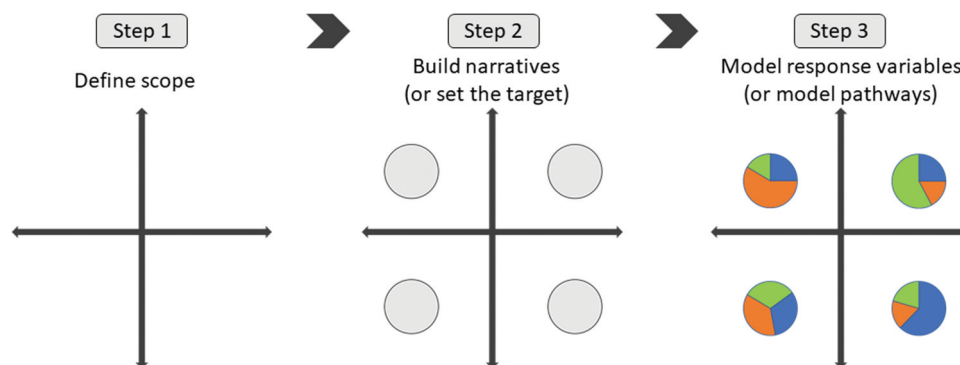 Step 1
Step 2
Step 3
Define scope
Build narratives
(or set the target)
Model response variables
(or model pathways)